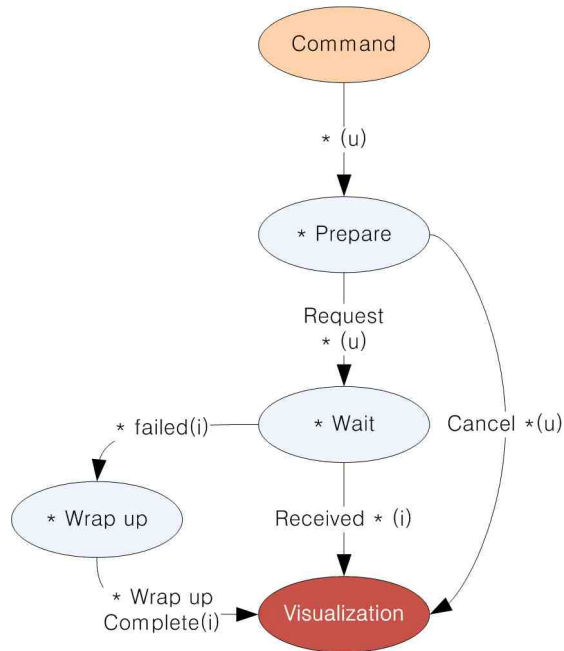 Command
* (u)
* Prepare
Request
* (u)
* failed(i)
* Wait
Cancel *(u)
* Wrap up
Received * (i)
* Wrap up
Complete(i)
Visualization